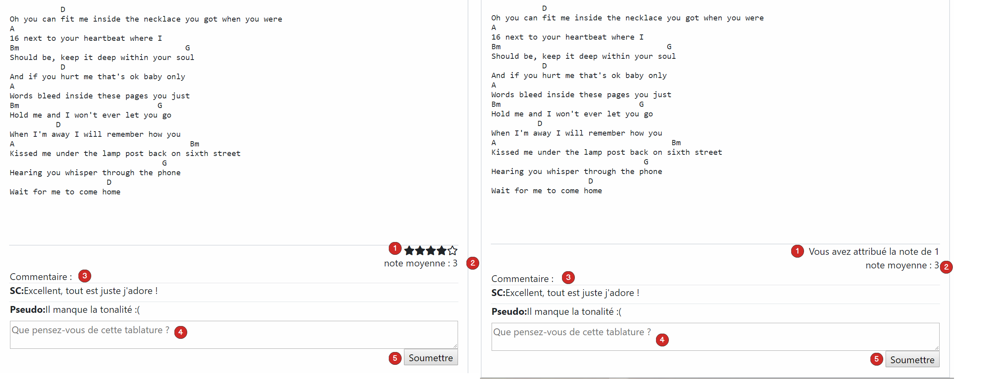 D
Oh you can fit me inside the necklace you got when you were
A
16 next to your heartbeat where I
Bm G
Should be, keep it deep within your soul
D
And if you hurt me that's ok baby only
A
Words bleed inside these pages you just
Bm G
Hold me and I won't ever let you go
D
When I'm away I will remember how you
A Bm
Kissed me under the lamp post back on sixth street
G
Hearing you whisper through the phone
D
Wait for me to come home
1
note moyenne : 3 2
Commentaire : 3
SC:Excellent, tout est juste j'adore !
Pseudo:Il manque la tonalité :(
Que pensez-vous de cette tablature ? 4
5 Soumettre
D
Oh you can fit me inside the necklace you got when you were
A
16 next to your heartbeat where I
Bm G
Should be, keep it deep within your soul
D
And if you hurt me that's ok baby only
A
Words bleed inside these pages you just
Bm G
Hold me and I won't ever let you go
D
When I'm away I will remember how you
A Bm
Kissed me under the lamp post back on sixth street
G
Hearing you whisper through the phone
D
Wait for me to come home
1 Vous avez attribué la note de 1
note moyenne : 3 2
Commentaire : 3
SC:Excellent, tout est juste j'adore !
Pseudo:Il manque la tonalité :(
Que pensez-vous de cette tablature ? 4
5 Soumettre